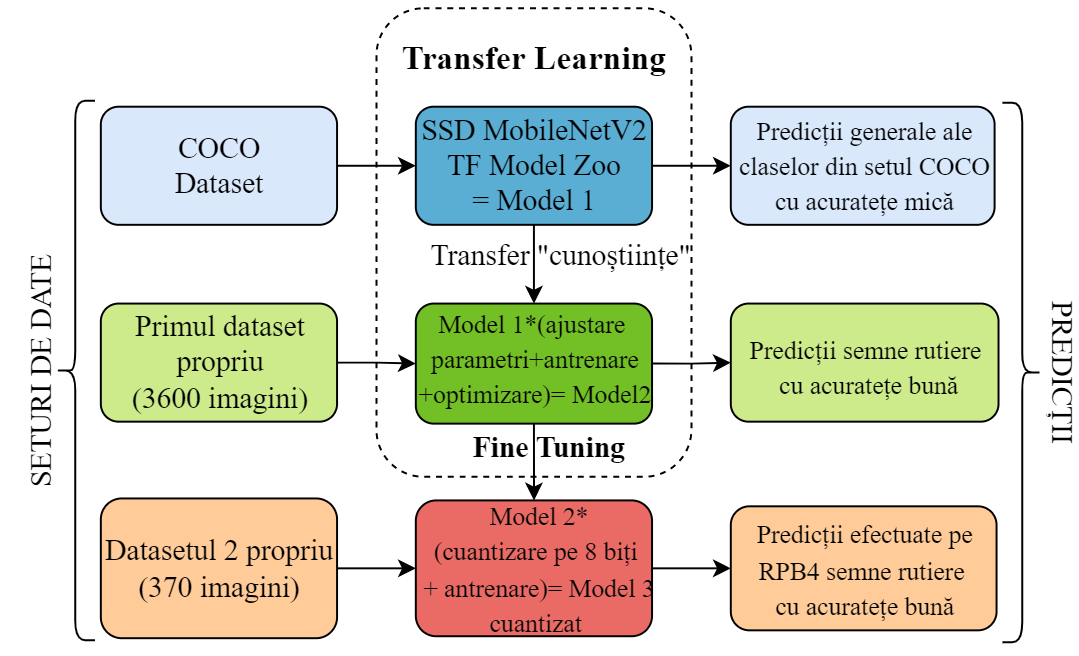 Transfer Learning
SETURI DE DATE
COCO
Dataset
SSD MobileNetV2
TF Model Zoo
= Model 1
Predicții generale ale
claselor din setul COCO
cu acuratețe mică
Transfer "cunoștiințe"
Primul dataset
propriu
(3600 imagini)
Model 1*(ajustare
parametri+antrenare
+optimizare)= Model2
Predicții semne rutiere
cu acuratețe bună
Fine Tuning
Datasetul 2 propriu
(370 imagini)
Model 2*
(cuantizare pe 8 biți
+ antrenare)= Model 3
cuantizat
Predicții efectuate pe
RPB4 semne rutiere
cu acuratețe bună
PREDICȚII